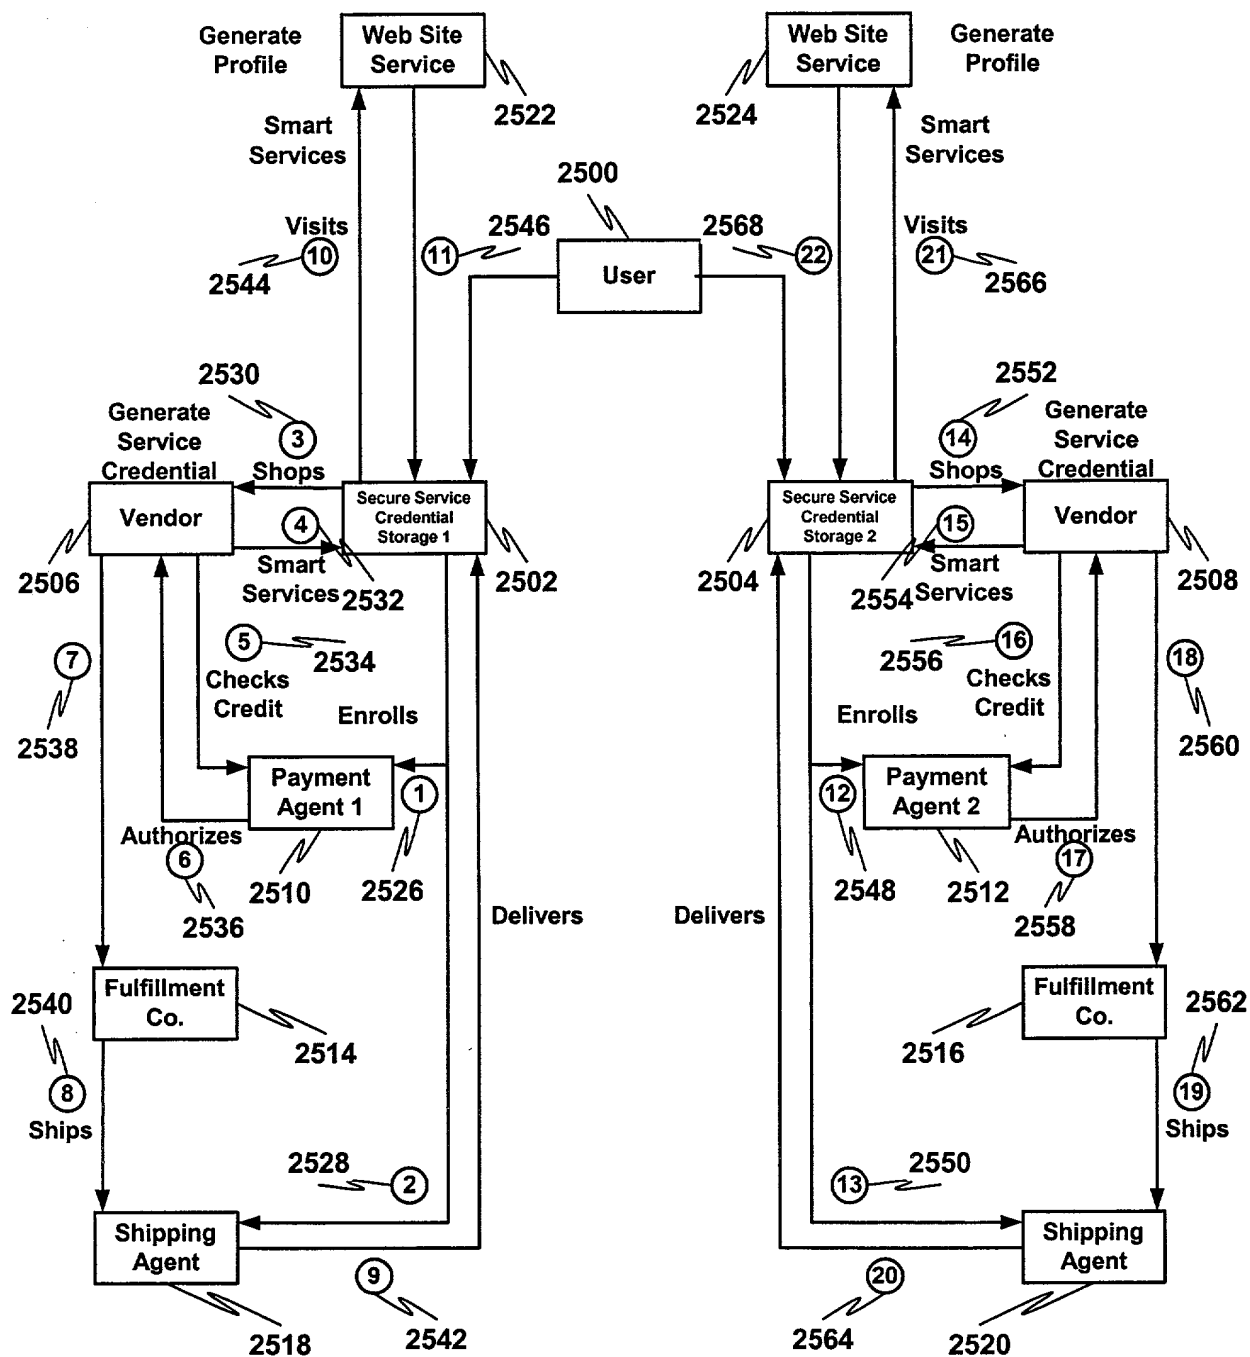 Generate
Profile
Web Site
Service
2522
Web Site
Service
Generate
Profile
2524
Smart
Services
Smart
Services
2500
Visits
10
2544
11
2546
User
2568
22
Visits
21
2566
2530
3
Generate
Service
Credential
Shops
Vendor
2506
4
Smart
Services
2532
Secure Service
Credential
Storage 1
2502
2552
14
Generate
Service
Credential
Shops
Secure Service
Credential
Storage 2
2504
15
2554
Smart
Services
Vendor
2508
7
2538
5
2534
Checks
Credit
Enrolls
Payment
Agent 1
1
2510
2526
Authorizes
6
2536
Delivers
2556
16
Checks
Credit
18
2560
Enrolls
12
Payment
Agent 2
2548
2512
Authorizes
17
2558
Delivers
2540
Fulfillment
Co.
2514
8
Ships
Fulfillment
Co.
2516
2562
19
Ships
2528
2
Shipping
Agent
9
2518
2542
13
2550
Shipping
Agent
20
2564
2520